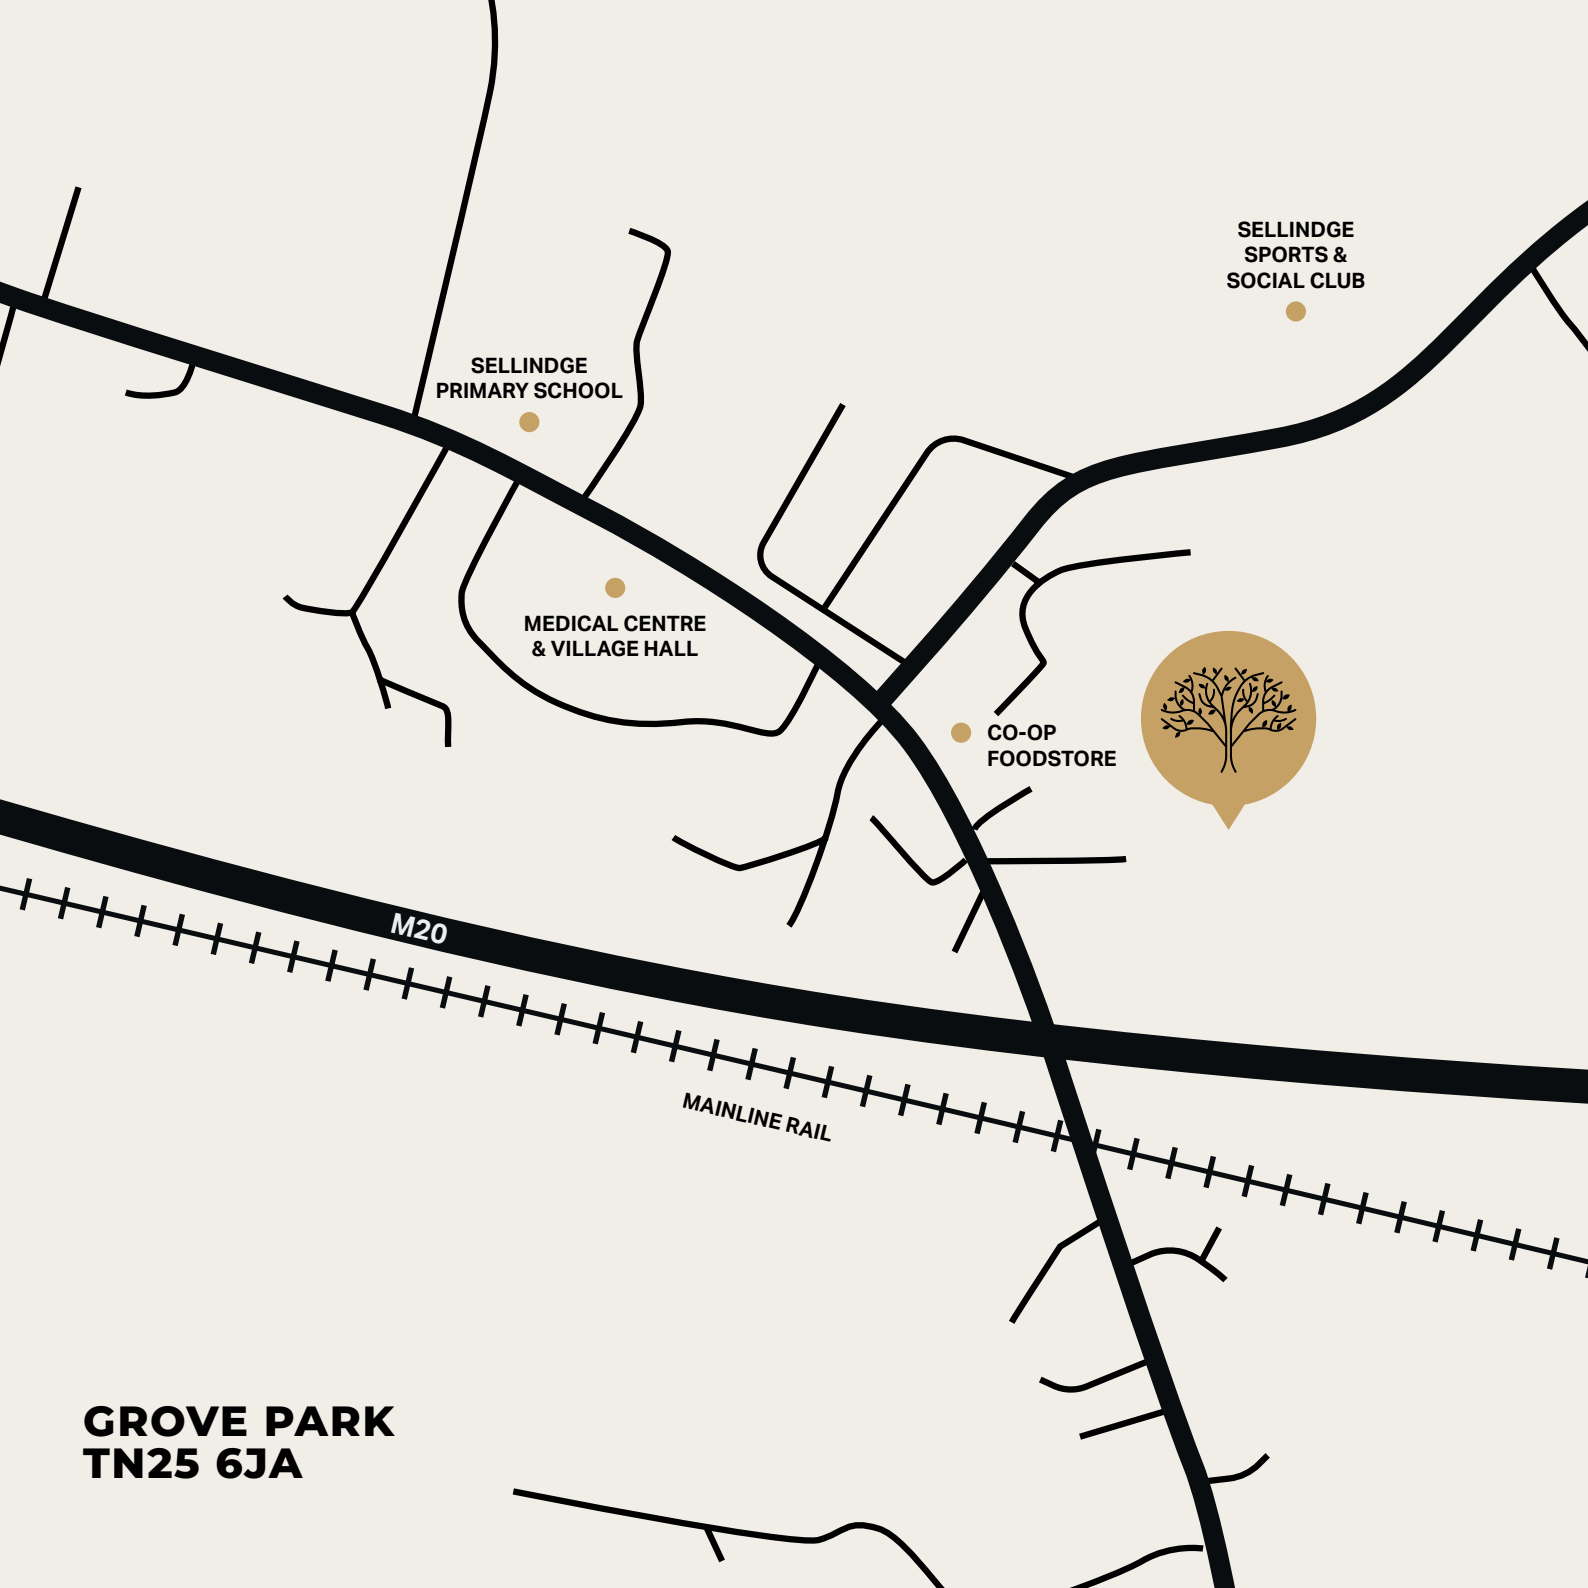 SELLINDGE
SPORTS &
SOCIAL CLUB
SELLINDGE
PRIMARY SCHOOL
MEDICAL CENTRE
& VILLAGE HALL
CO-OP
FOODSTORE
M20
MAINLINE RAIL
GROVE PARK
TN25 6JA